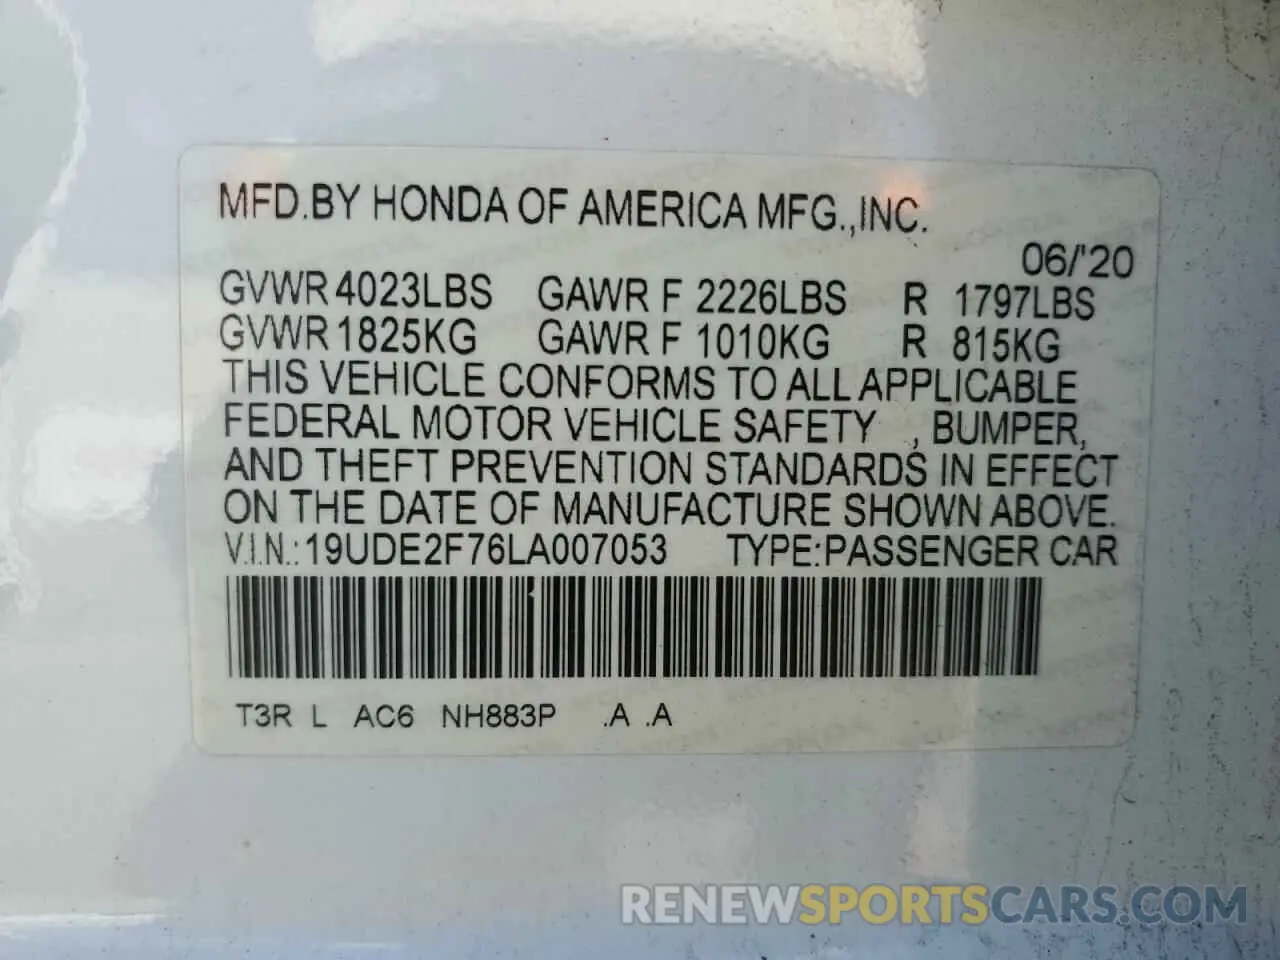 MFD.BY HONDA OF AMERICA MFG.,INC.
06/'20
GVWR 4023LBS GAWR F 2226LBS R 1797LBS
GVWR 1825KG GAWR F 1010KG R 815KG
THIS VEHICLE CONFORMS TO ALL APPLICABLE
FEDERAL MOTOR VEHICLE SAFETY , BUMPER,
AND THEFT PREVENTION STANDARDS IN EFFECT
ON THE DATE OF MANUFACTURE SHOWN ABOVE.
V.I.N.:19UDE2F76LA007053 TYPE:PASSENGER CAR
T3R L AC6 NH883P .A .A
RENEWSPORTSCARS.COM